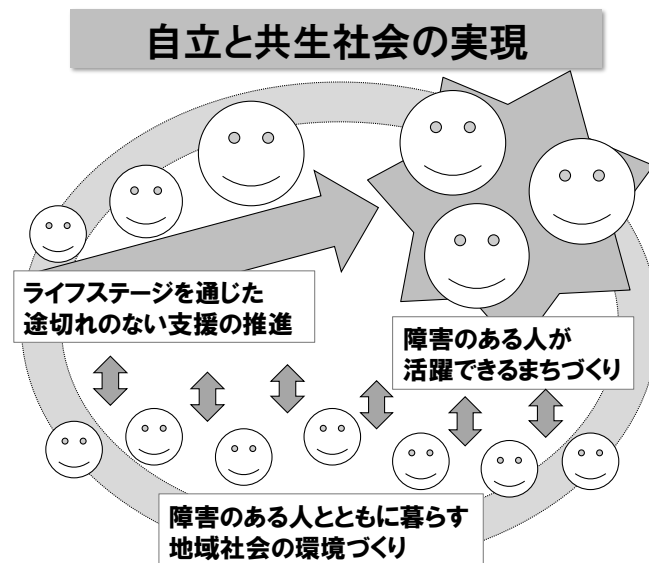 自立と共生社会の実現
ライフステージを通じた
途切れのない支援の推進
障害のある人が
活躍できるまちづくり
障害のある人とともに暮らす
地域社会の環境づくり